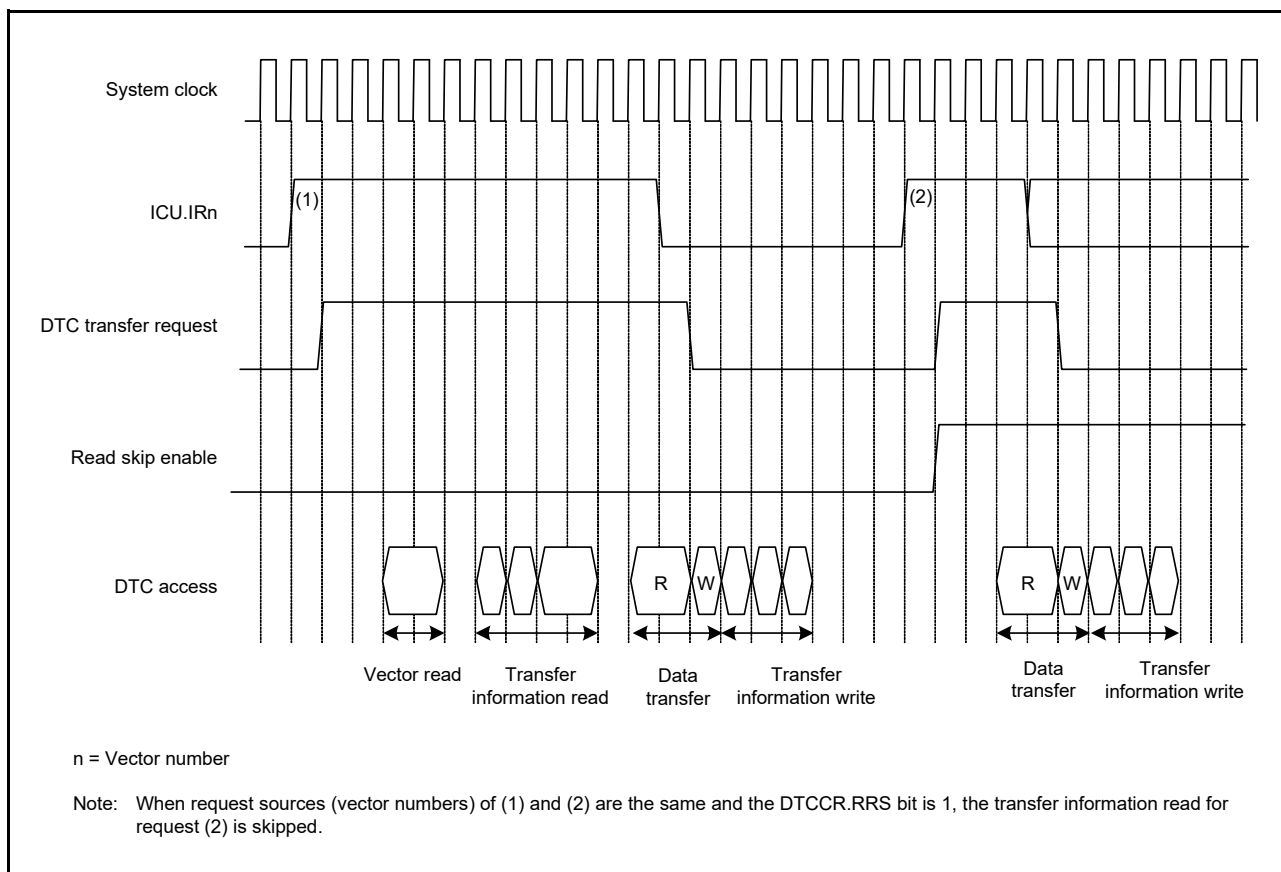 System clock
(1)
(2)
ICU.IRn
DTC transfer request
Read skip enable
DTC access
R
W
R
W
Vector read
Transfer
information read
Data
transfer
Transfer
information write
Data
transfer
Transfer
information write
n = Vector number
Note: When request sources (vector numbers) of (1) and (2) are the same and the DTCCR.RRS bit is 1, the transfer information read for
request (2) is skipped.